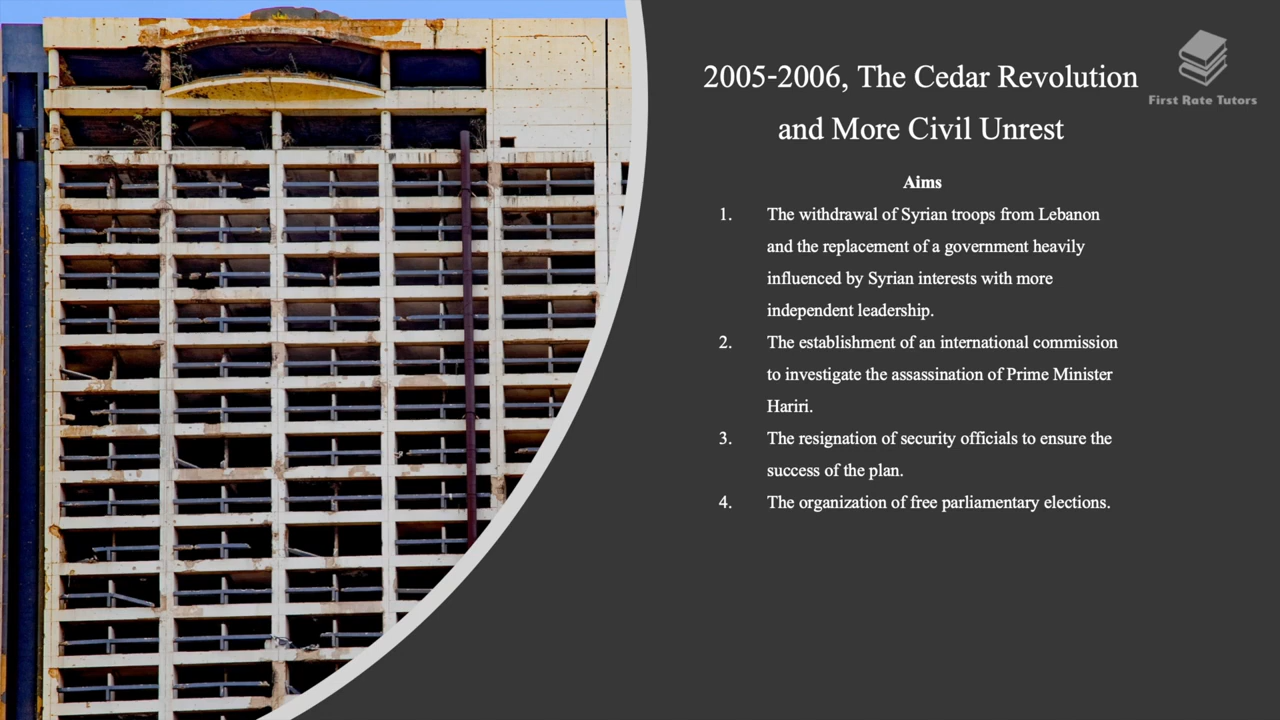 2005-2006, The Cedar Revolution
and More Civil Unrest
First Rate Tutors
Aims
1. The withdrawal of Syrian troops from Lebanon
and the replacement of a government heavily
influenced by Syrian interests with more
independent leadership.
2. The establishment of an international commission
to investigate the assassination of Prime Minister
Hariri.
3. The resignation of security officials to ensure the
success of the plan.
4. The organization of free parliamentary elections.